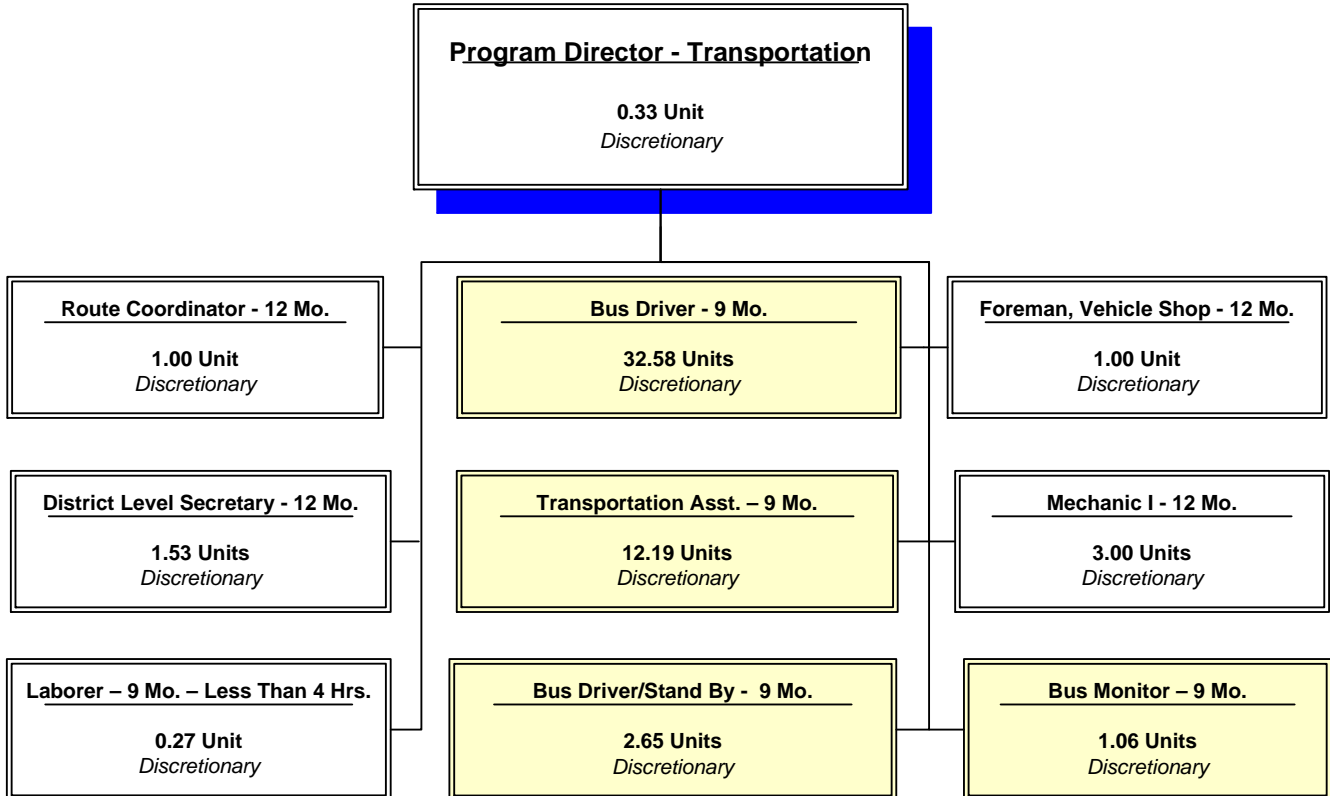 Program Director - Transportation
0.33 Unit
Discretionary
Route Coordinator - 12 Mo.
1.00 Unit
Discretionary
Bus Driver - 9 Mo.
32.58 Units
Discretionary
Foreman, Vehicle Shop - 12 Mo.
1.00 Unit
Discretionary
District Level Secretary - 12 Mo.
1.53 Units
Discretionary
Transportation Asst. – 9 Mo.
12.19 Units
Discretionary
Mechanic I - 12 Mo.
3.00 Units
Discretionary
Laborer – 9 Mo. – Less Than 4 Hrs.
0.27 Unit
Discretionary
Bus Driver/Stand By - 9 Mo.
2.65 Units
Discretionary
Bus Monitor – 9 Mo.
1.06 Units
Discretionary